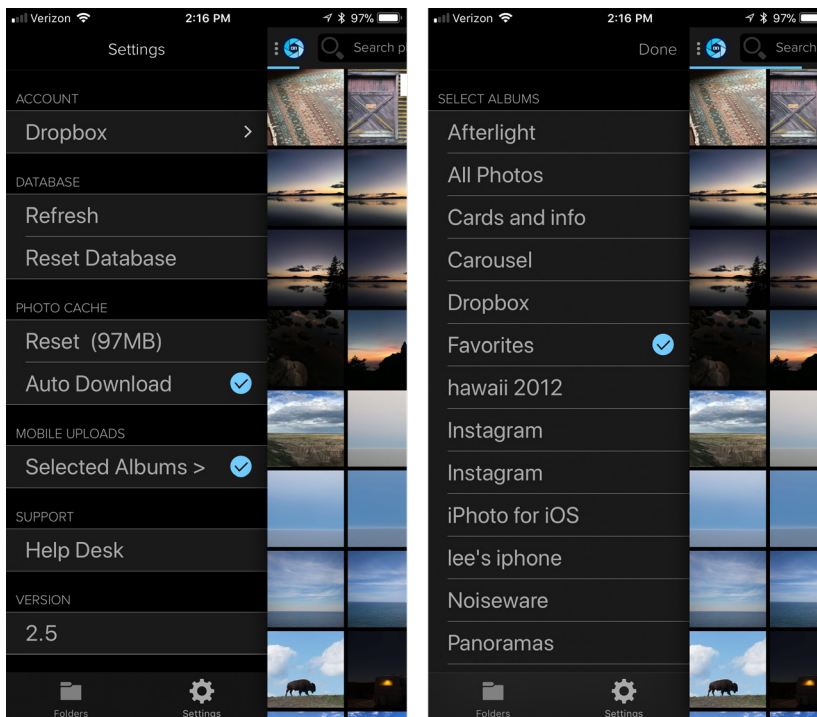 Verizon 2:16 PM 97%
Settings
Search pl
ACCOUNT
Dropbox >
DATABASE
Refresh
Reset Database
PHOTO CACHE
Reset (97MB)
Auto Download
MOBILE UPLOADS
Selected Albums >
SUPPORT
Help Desk
VERSION
2.5
Folders Settings
Verizon 2:16 PM 97%
Done
Search
SELECT ALBUMS
Afterlight
All Photos
Cards and info
Carousel
Dropbox
Favorites
hawaii 2012
Instagram
Instagram
iPhoto for iOS
lee's iphone
Noiseware
Panoramas
Folders Settings